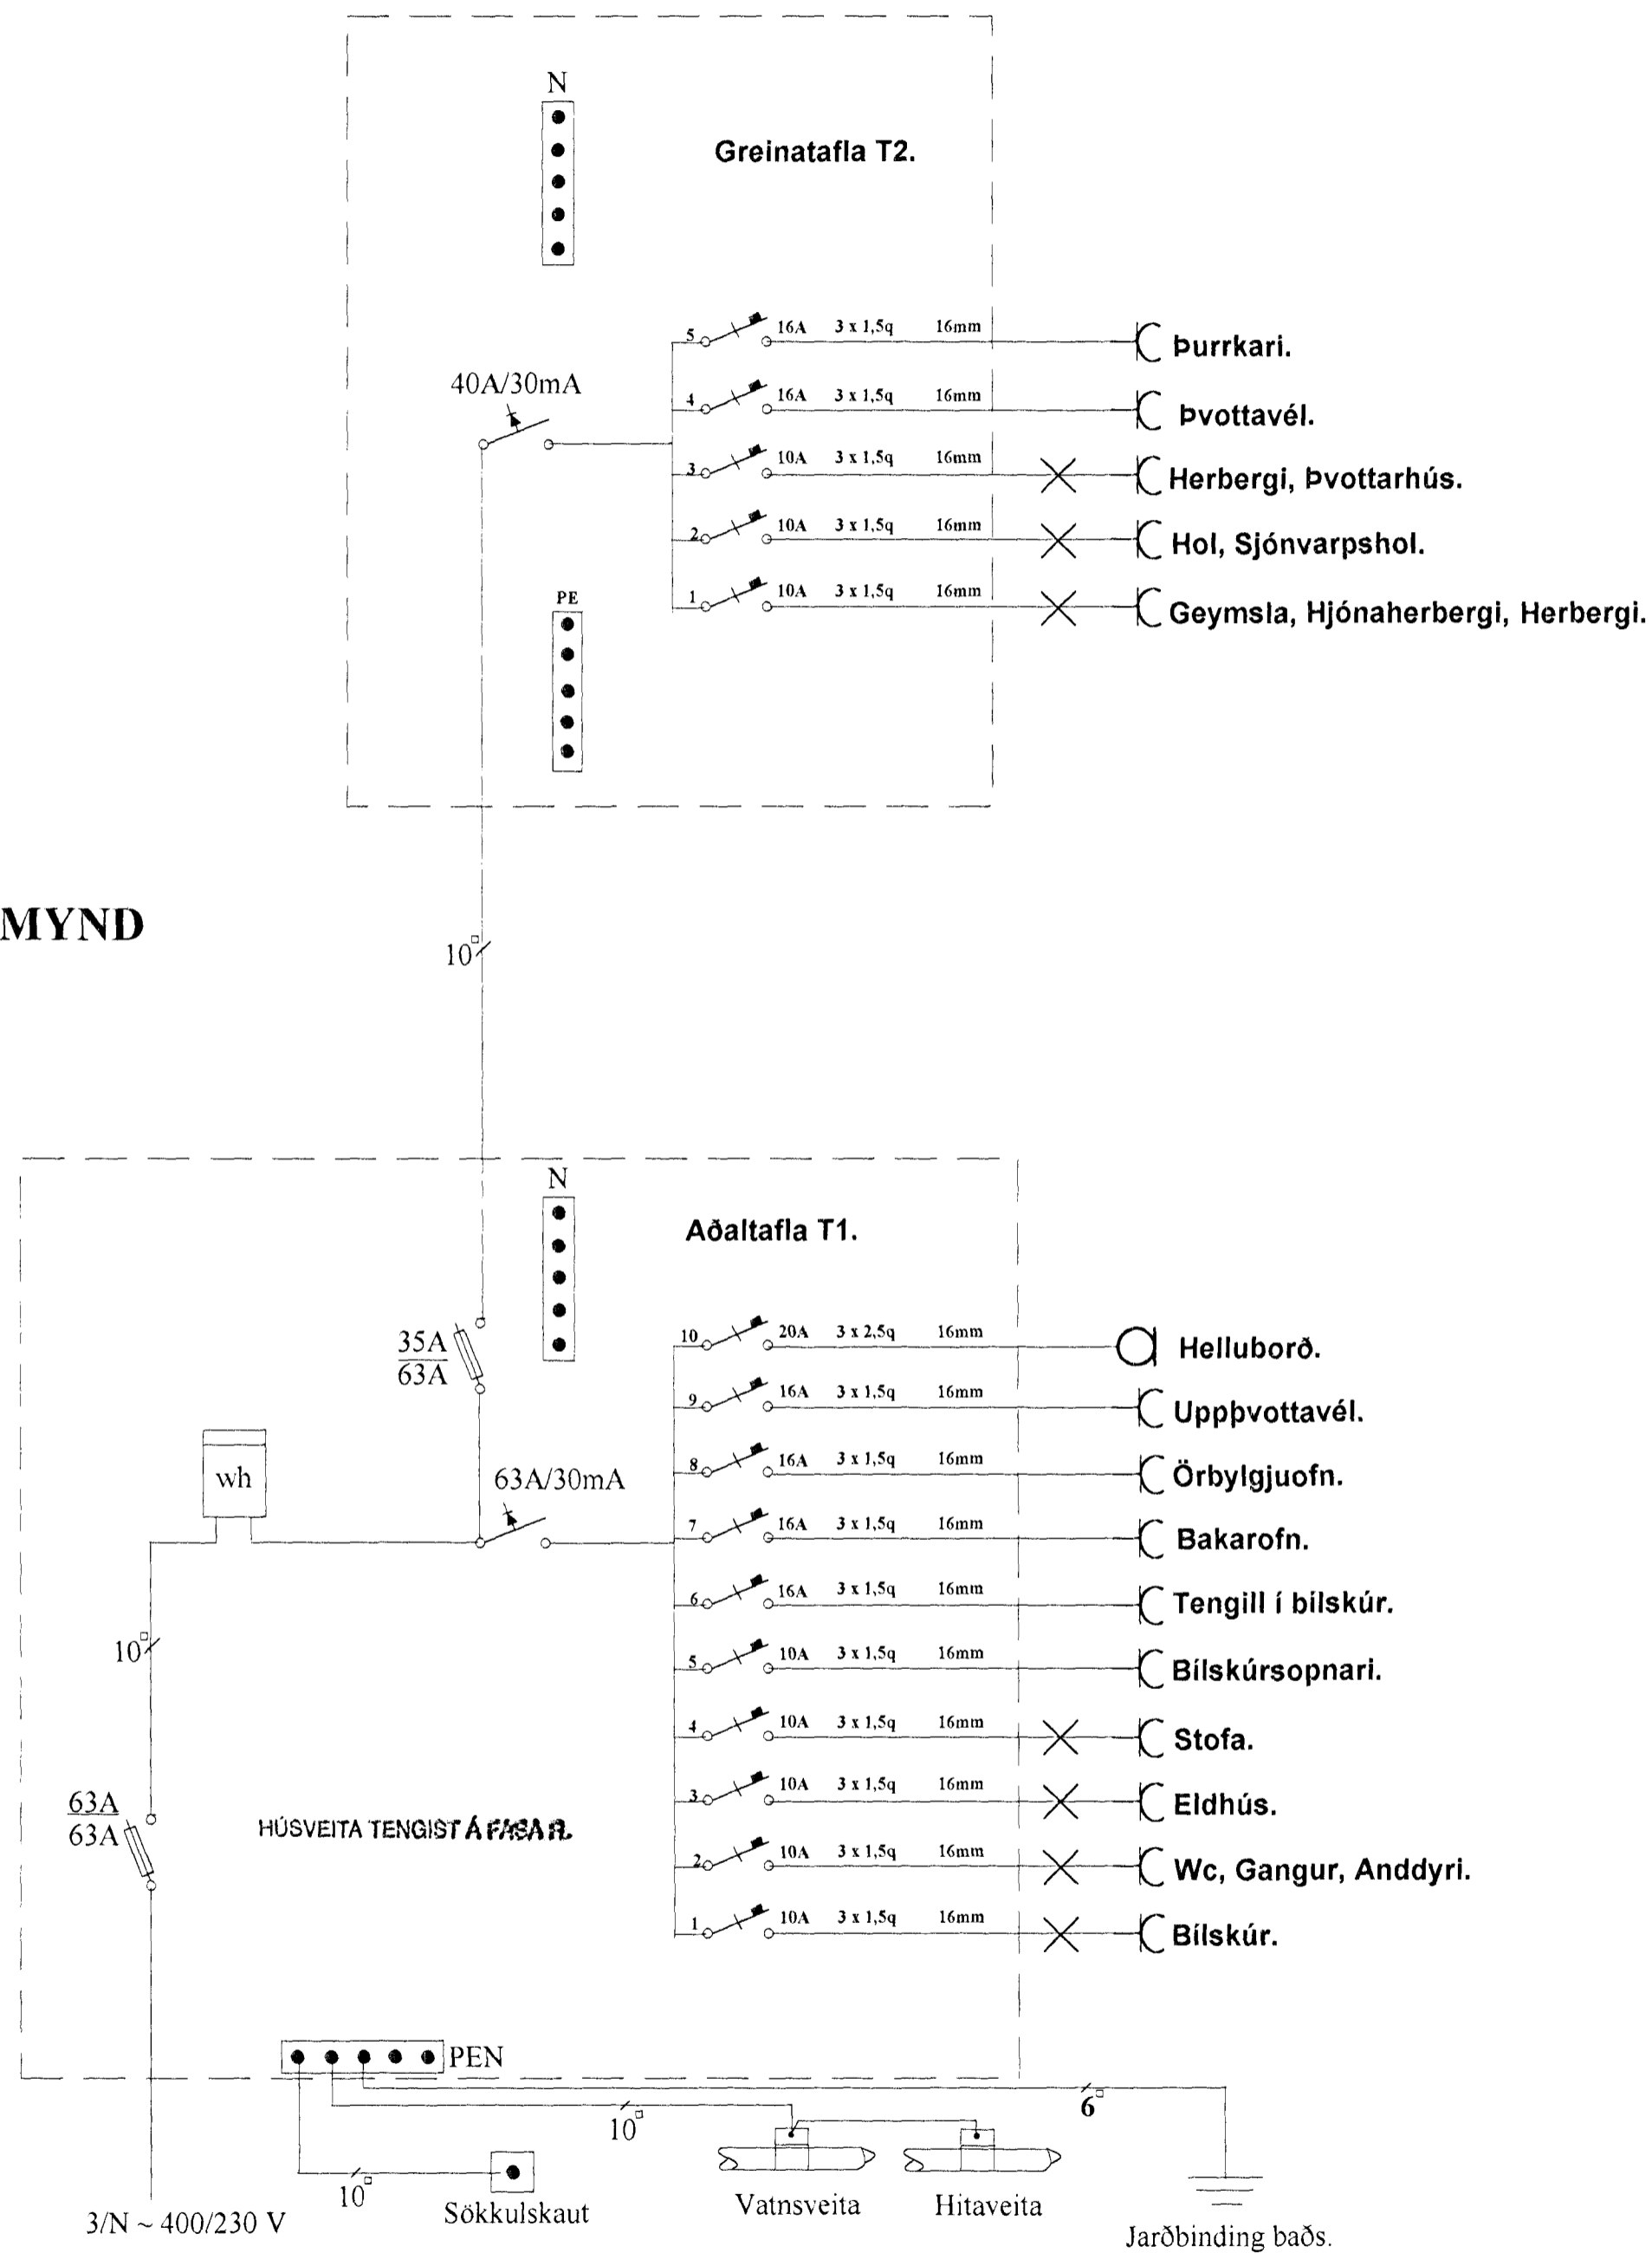 N
Greinatafla T2.
5 16A 3 x 1,5q 16mm Þurrkari.
40A/30mA
4 16A 3 x 1,5q 16mm Þvottavél.
3 10A 3 x 1,5q 16mm Herbergi, Þvottarhús.
2 10A 3 x 1,5q 16mm Hol, Sjónvarpshol.
1 10A 3 x 1,5q 16mm Geymsla, Hjónaherbergi, Herbergi.
PE
MYND
10□
N
Aðaltafla T1.
10 20A 3 x 2,5q 16mm Helluborð.
35A
63A
9 16A 3 x 1,5q 16mm Uppþvottavél.
8 16A 3 x 1,5q 16mm Örbylgjuofn.
wh
63A/30mA
7 16A 3 x 1,5q 16mm Bakarofn.
6 16A 3 x 1,5q 16mm Tengill í bílskúr.
10□
5 10A 3 x 1,5q 16mm Bílskúrsopnari.
4 10A 3 x 1,5q 16mm Stofa.
3 10A 3 x 1,5q 16mm Eldhús.
63A
63A
HÚSVEITA TENGIST Á
2 10A 3 x 1,5q 16mm Wc, Gangur, Anddyri.
1 10A 3 x 1,5q 16mm Bílskúr.
PEN
6□
10□
10□
Sökkulskaut
Vatnsveita
Hitaveita
3/N ~ 400/230 V
Jarðbinding baðs.